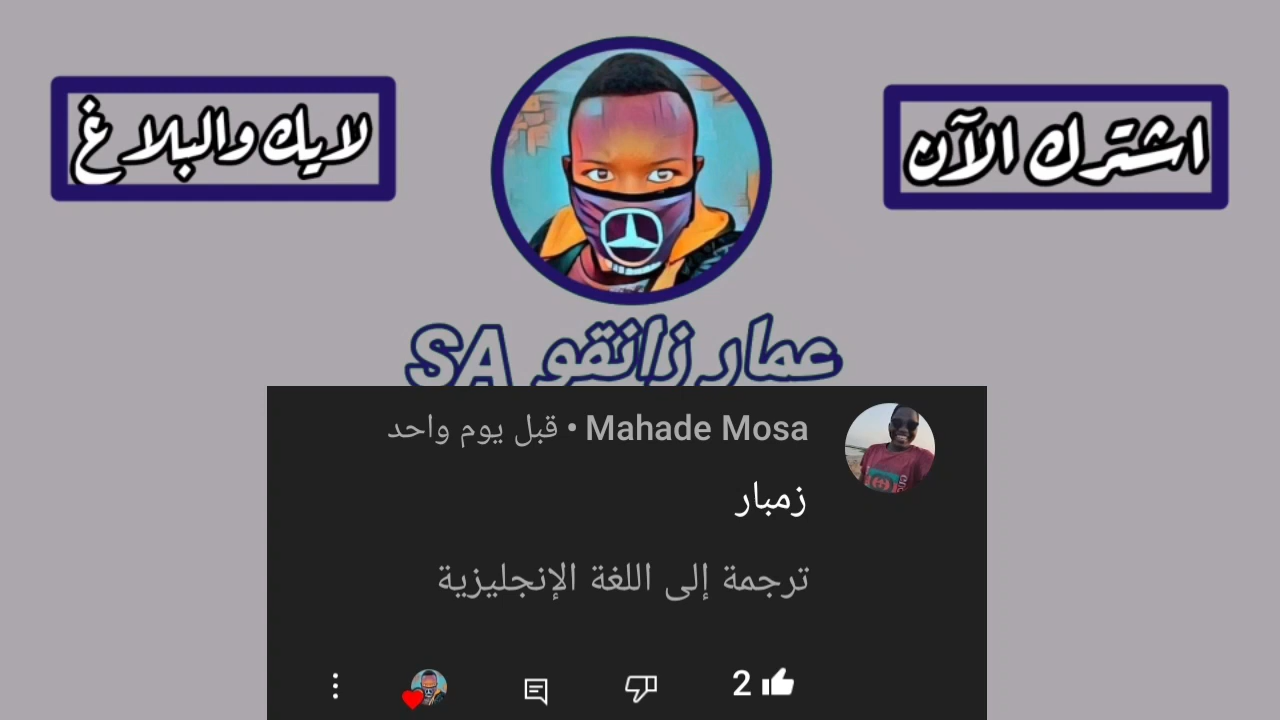 اشترك الآن
لايك والبلاغ
عمار زانقو SA
Mahade Mosa • قبل يوم واحد
زمبار
ترجمة إلى اللغة الإنجليزية
2